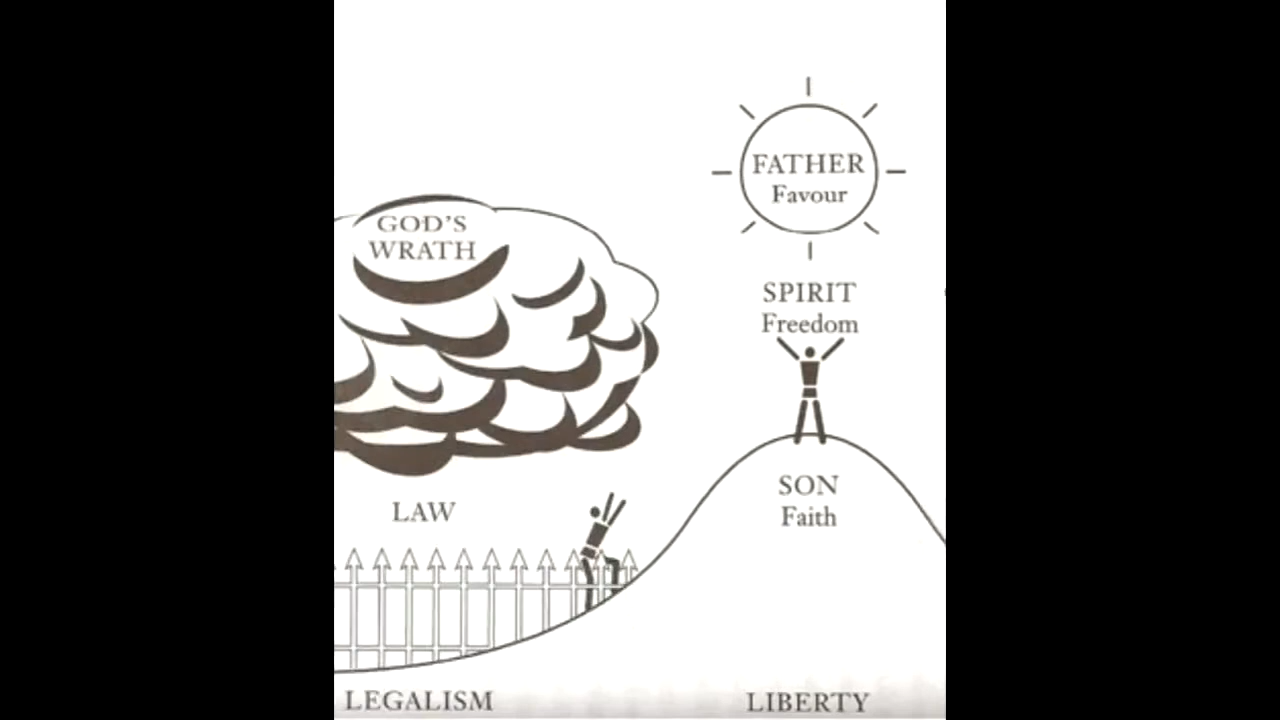 FATHER
Favour
GOD'S
WRATH
SPIRIT
Freedom
SON
Faith
LAW
LEGALISM
LIBERTY